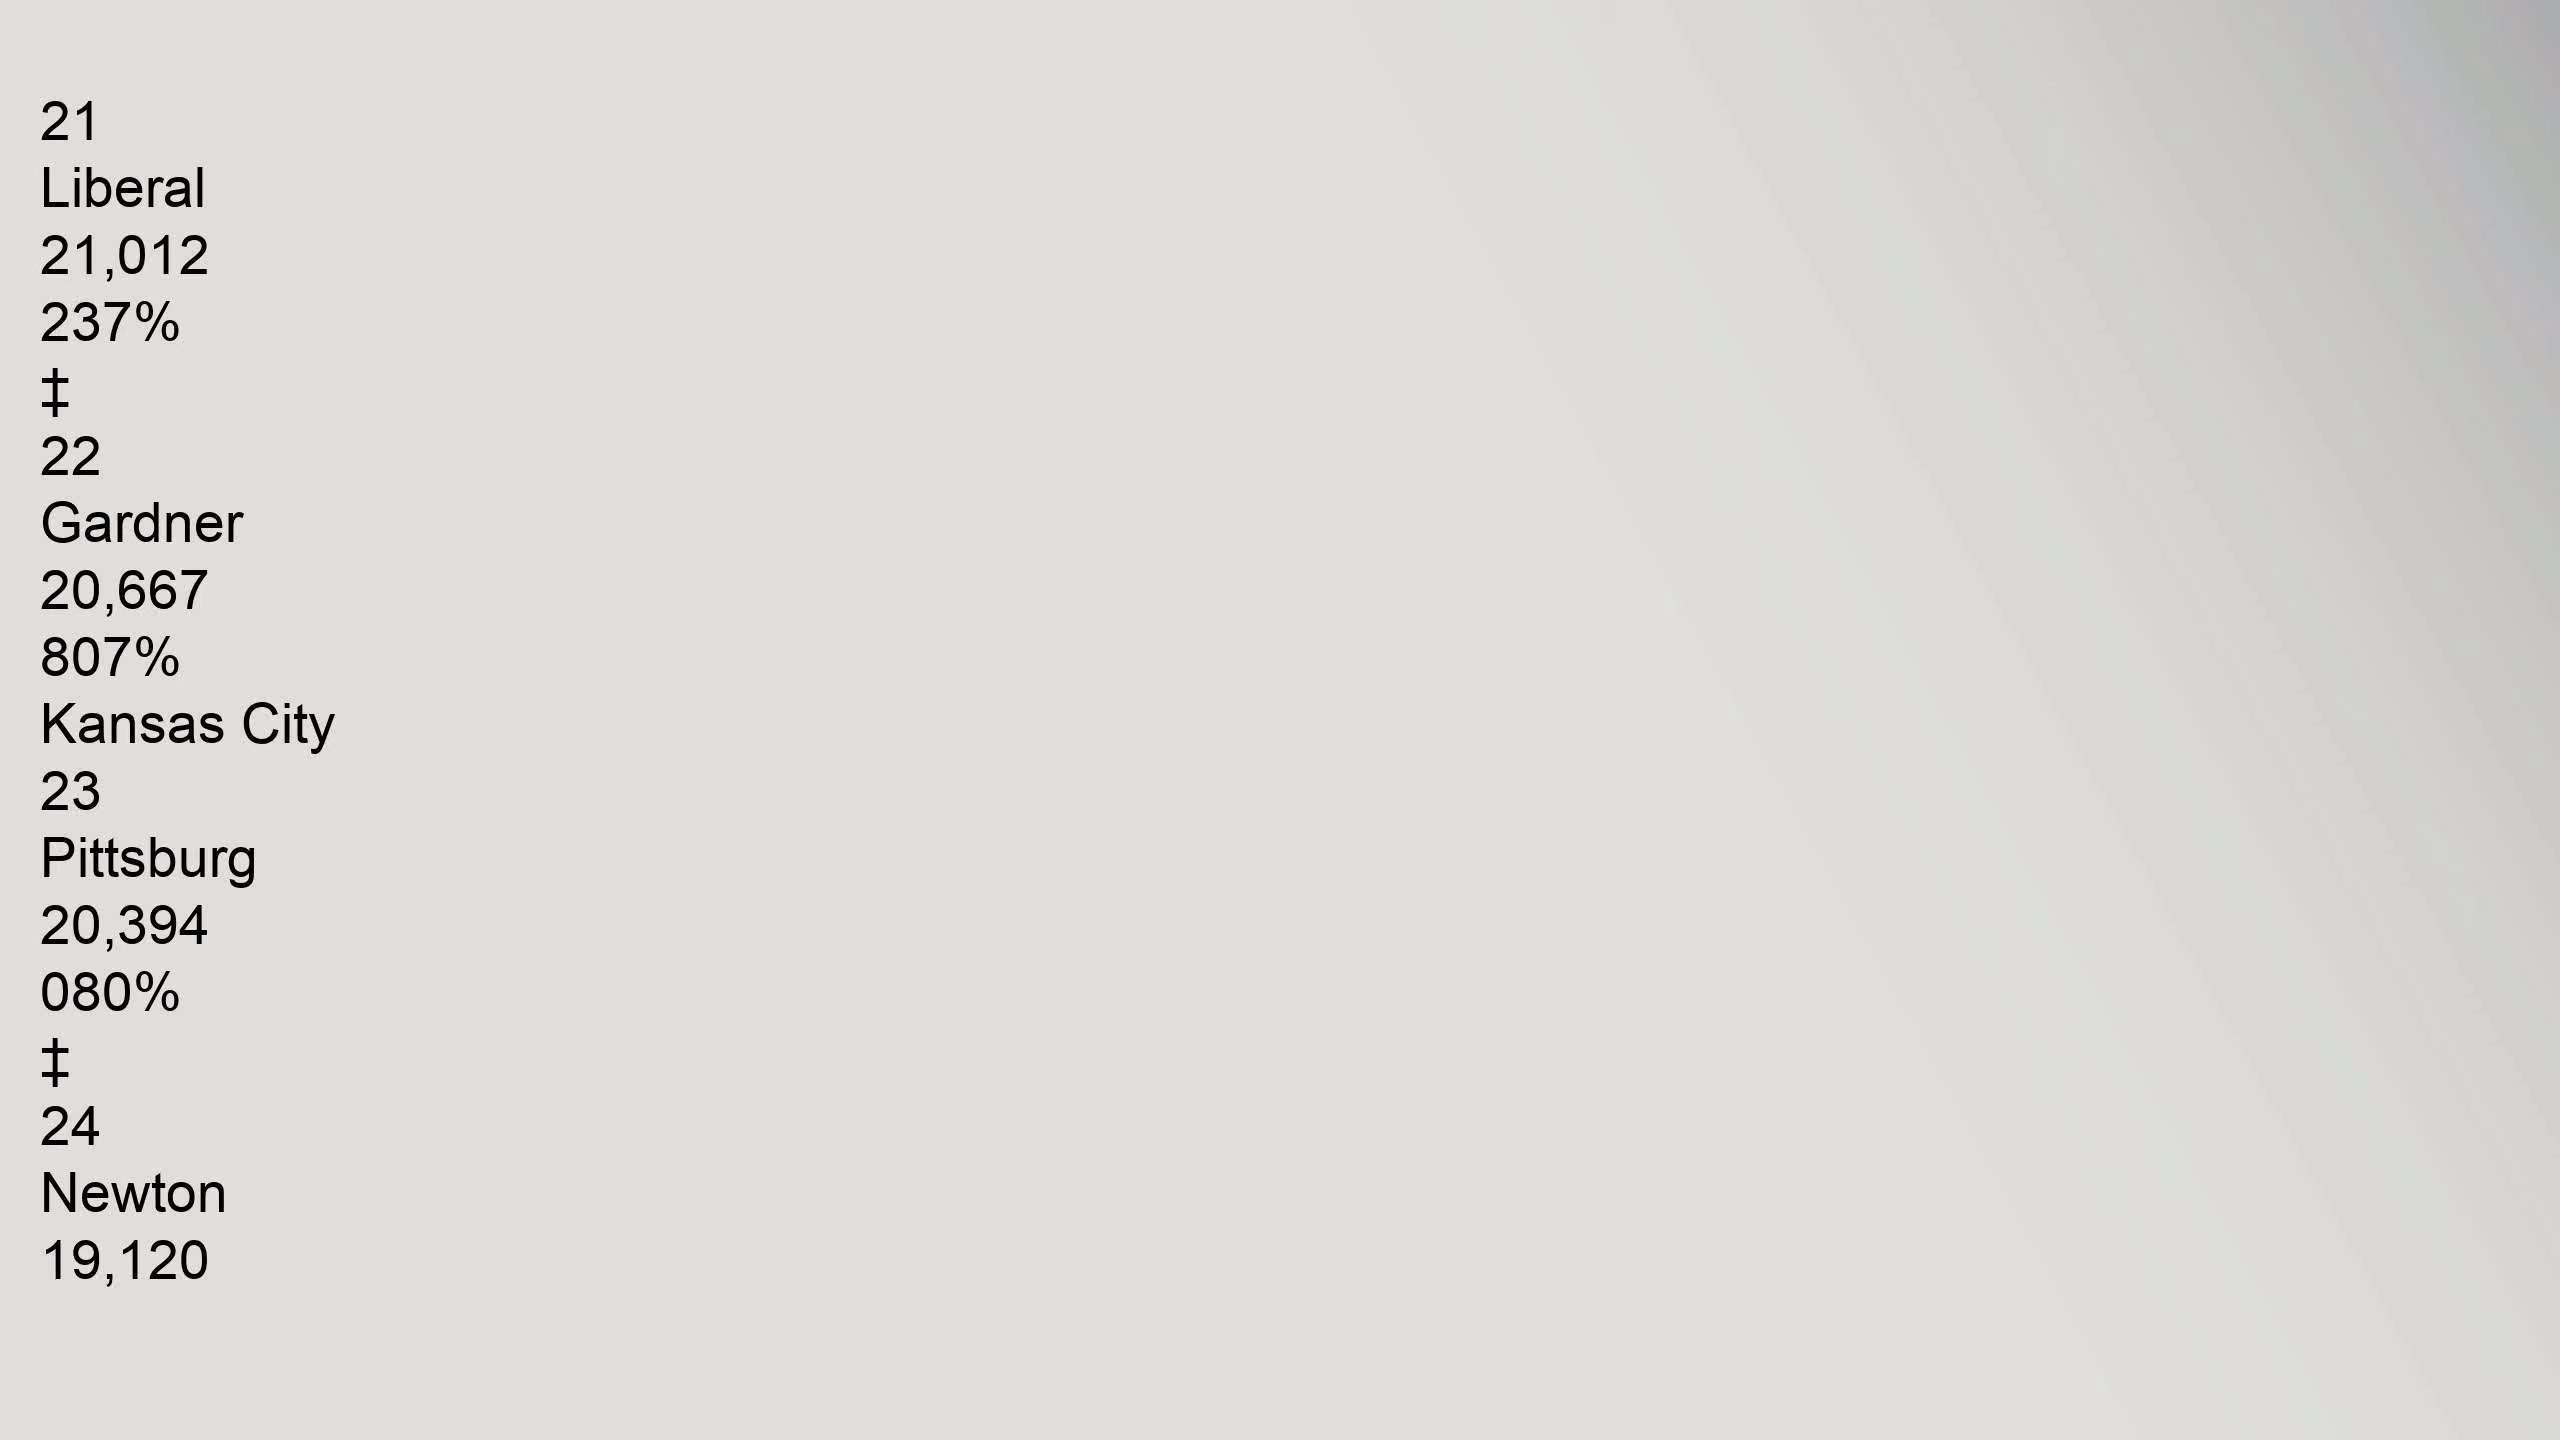 21
Liberal
21,012
237%
‡
22
Gardner
20,667
807%
Kansas City
23
Pittsburg
20,394
080%
‡
24
Newton
19,120